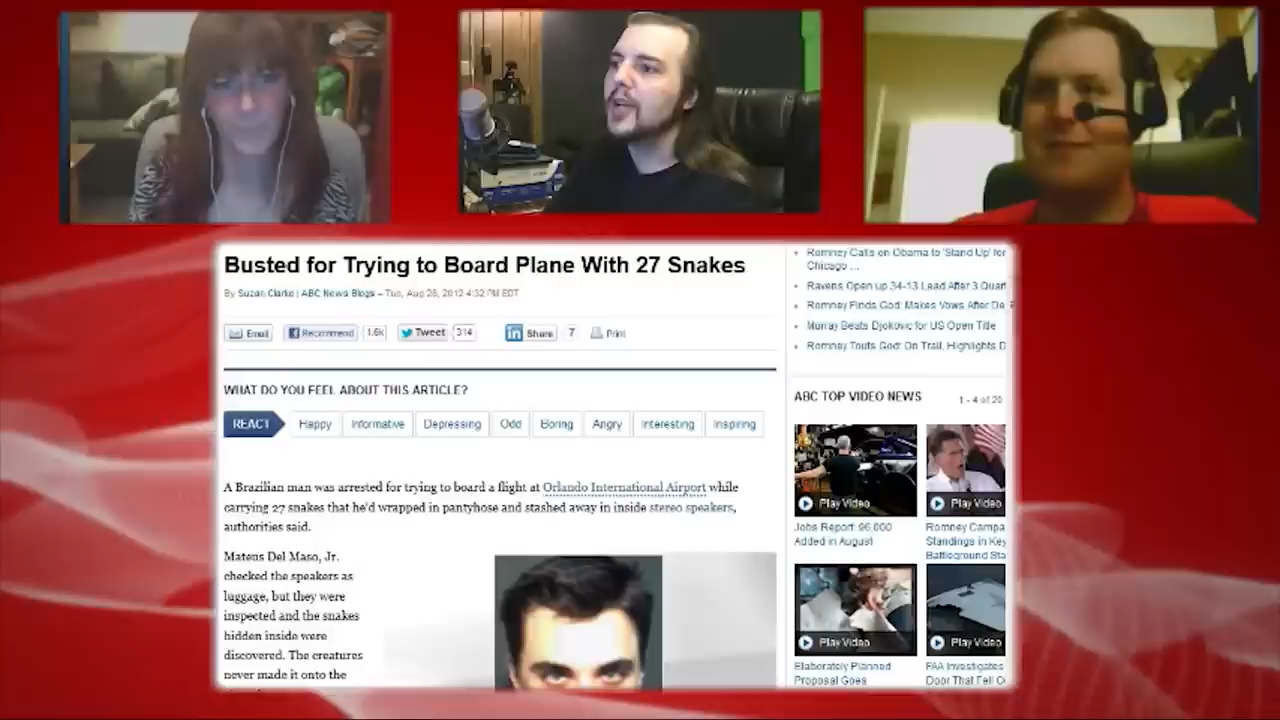 Busted for Trying to Board Plane With 27 Snakes
By Suzan Clarke | ABC News Blogs – Tue, Aug 28, 2012 4:32 PM EDT
Email
Recommend
1.6k
Tweet
314
Share
7
Print
WHAT DO YOU FEEL ABOUT THIS ARTICLE?
REACT
Happy
Informative
Depressing
Odd
Boring
Angry
Interesting
Inspiring
A Brazilian man was arrested for trying to board a flight at Orlando International Airport while
carrying 27 snakes that he'd wrapped in pantyhose and stashed away in inside stereo speakers,
authorities said.
Mateus Del Maso, Jr.
checked the speakers as
luggage, but they were
inspected and the snakes
hidden inside were
discovered. The creatures
never made it onto the
Romney Calls on Obama to 'Stand Up' for
Chicago ...
Ravens Open up 34-13 Lead After 3 Quart
Romney Finds God: Makes Vows After De
Murray Beats Djokovic for US Open Title
Romney Touts God: On Trail, Highlights D
ABC TOP VIDEO NEWS
1 - 4 of 20
Play Video
Play Video
Jobs Report: 96,000
Added in August
Romney Campa
Standings in Key
Battleground Sta
Play Video
Play Video
Elaborately Planned
Proposal Goes
FAA Investigates
Door That Fell O